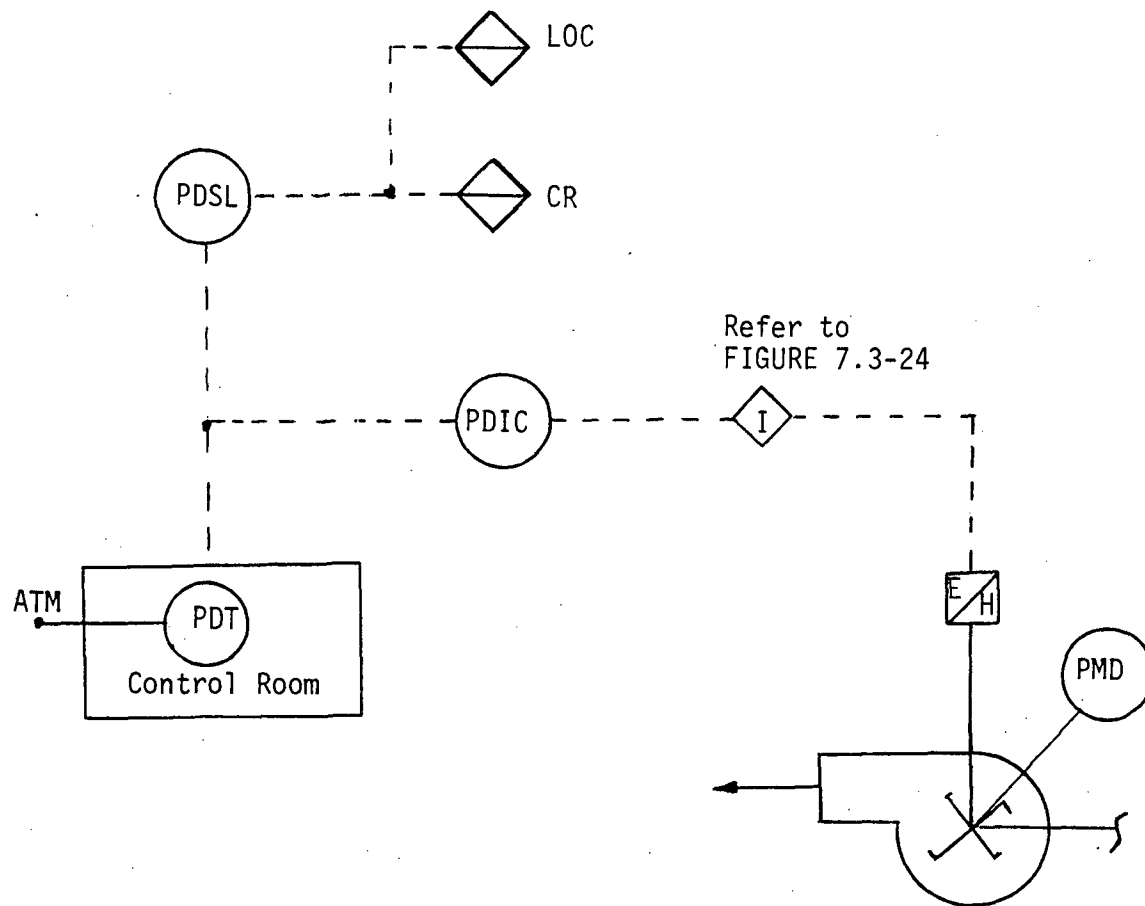 LOC
PDSL
CR
Refer to
FIGURE 7.3-24
PDIC
I
ATM
PDT
Control Room
E
H
PMD